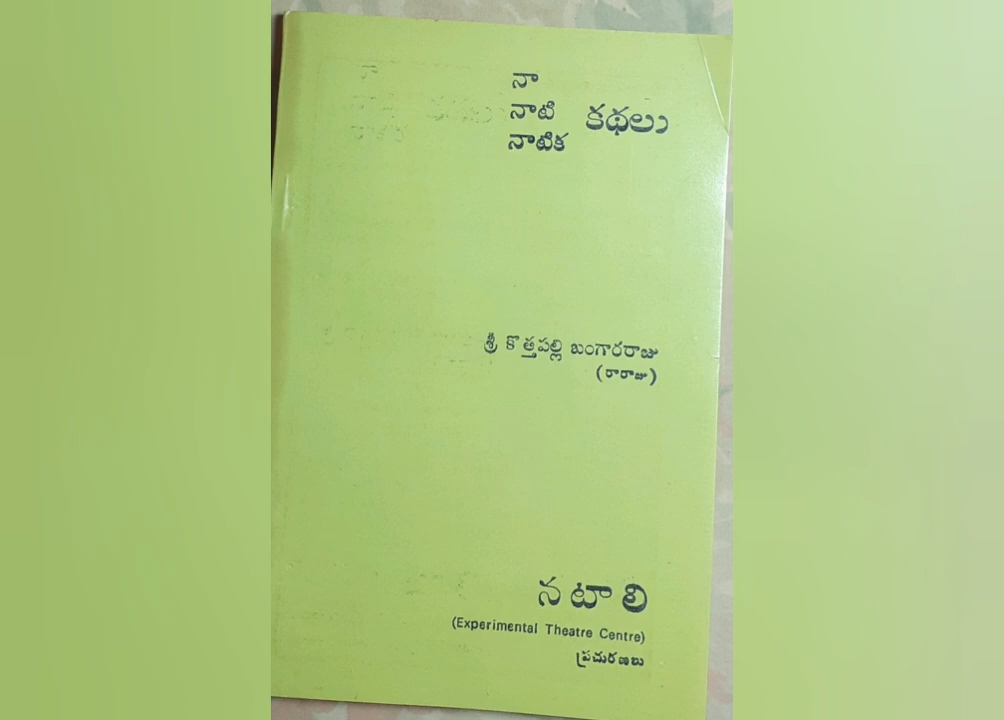 నా
నాటి కథలు
నాటిక
శ్రీ కొత్తపల్లి బంగారరాజు
(రారాజు)
నటాలి
(Experimental Theatre Centre)
ప్రచురణలు